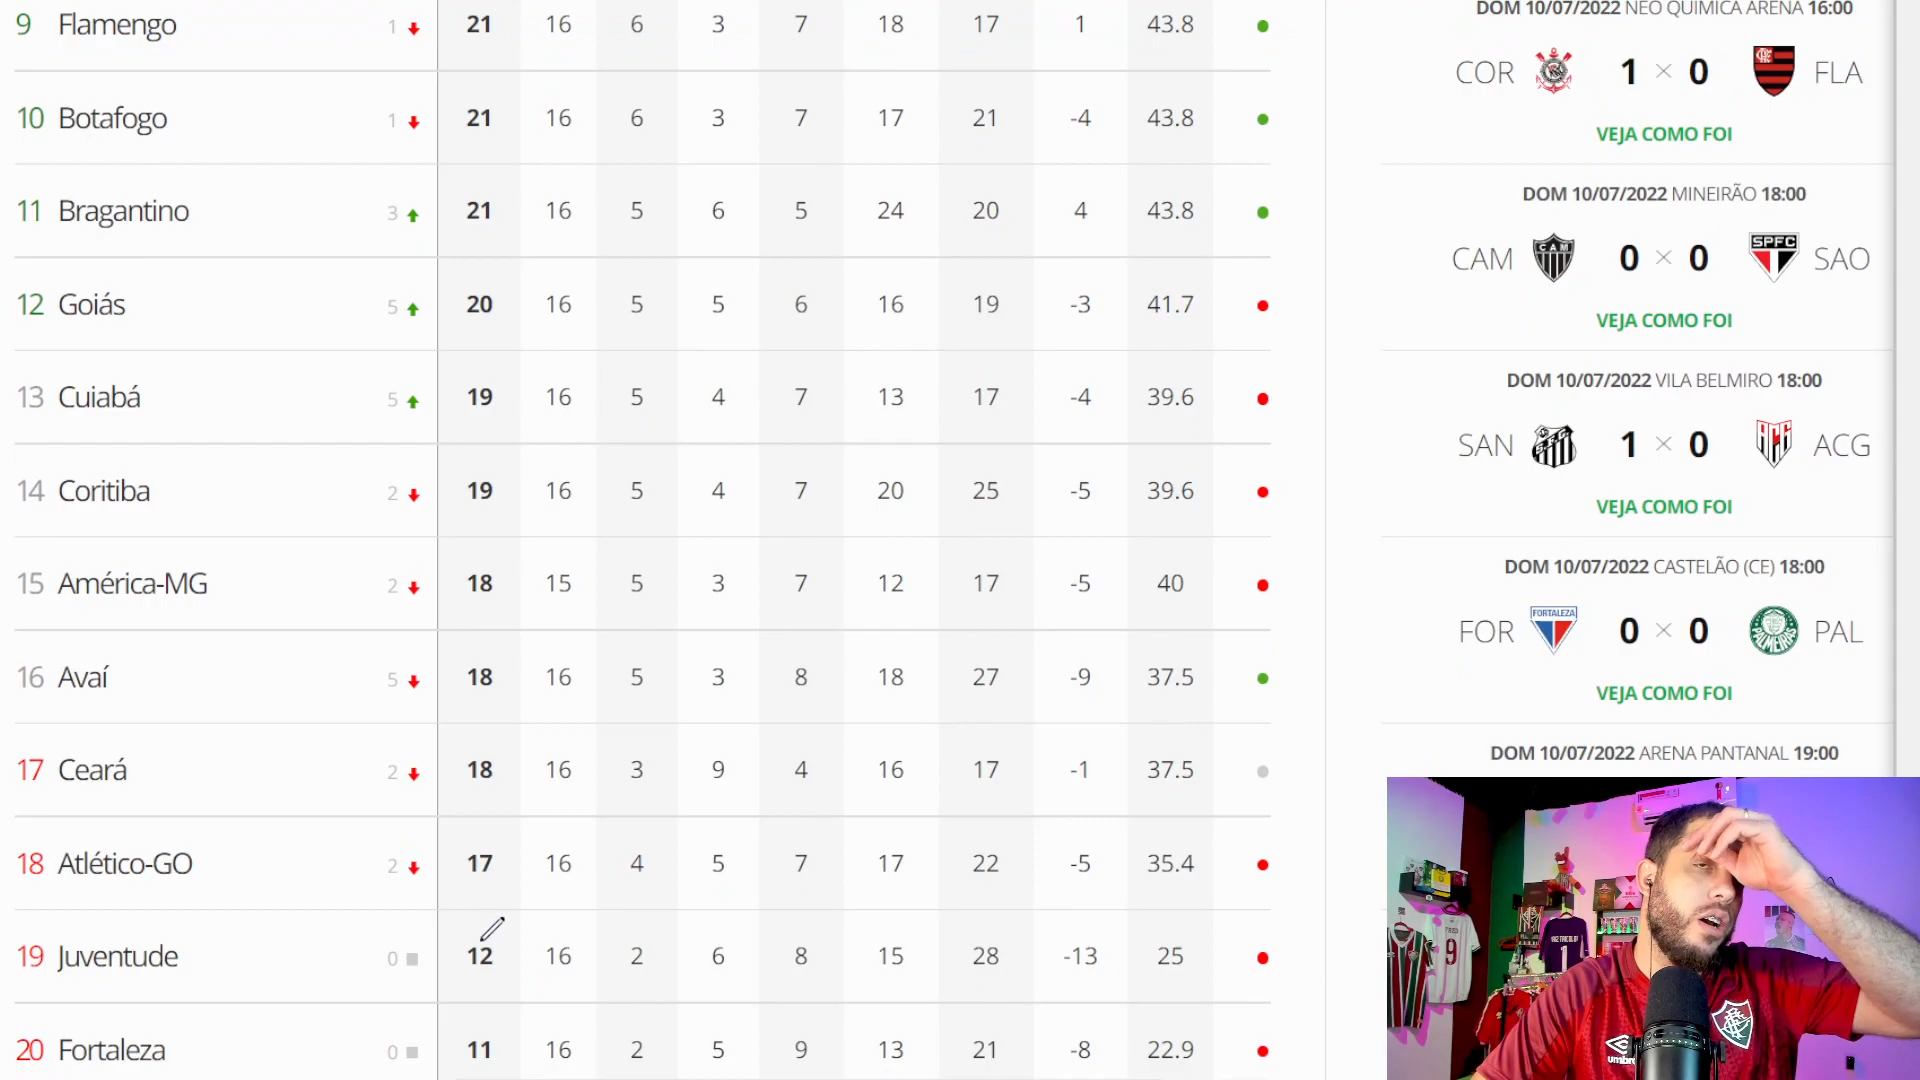 9 Flamengo 1 21 16 6 3 7 18 17 1 43.8
10 Botafogo 1 21 16 6 3 7 17 21 -4 43.8
11 Bragantino 3 21 16 5 6 5 24 20 4 43.8
12 Goiás 5 20 16 5 5 6 16 19 -3 41.7
13 Cuiabá 5 19 16 5 4 7 13 17 -4 39.6
14 Coritiba 2 19 16 5 4 7 20 25 -5 39.6
15 América-MG 2 18 15 5 3 7 12 17 -5 40
16 Avaí 5 18 16 5 3 8 18 27 -9 37.5
17 Ceará 2 18 16 3 9 4 16 17 -1 37.5
18 Atlético-GO 2 17 16 4 5 7 17 22 -5 35.4
19 Juventude 0 12 16 2 6 8 15 28 -13 25
20 Fortaleza 0 11 16 2 5 9 13 21 -8 22.9
DOM 10/07/2022 NEO QUÍMICA ARENA 16:00
COR 1 × 0 FLA
VEJA COMO FOI
DOM 10/07/2022 MINEIRÃO 18:00
CAM CAM 0 × 0 SPFC SAO
VEJA COMO FOI
DOM 10/07/2022 VILA BELMIRO 18:00
SAN 1 × 0 ACG ACG
VEJA COMO FOI
DOM 10/07/2022 CASTELÃO (CE) 18:00
FOR FORTALEZA 0 × 0 PALMEIRAS PAL
VEJA COMO FOI
DOM 10/07/2022 ARENA PANTANAL 19:00
FRED
9
1
umbro